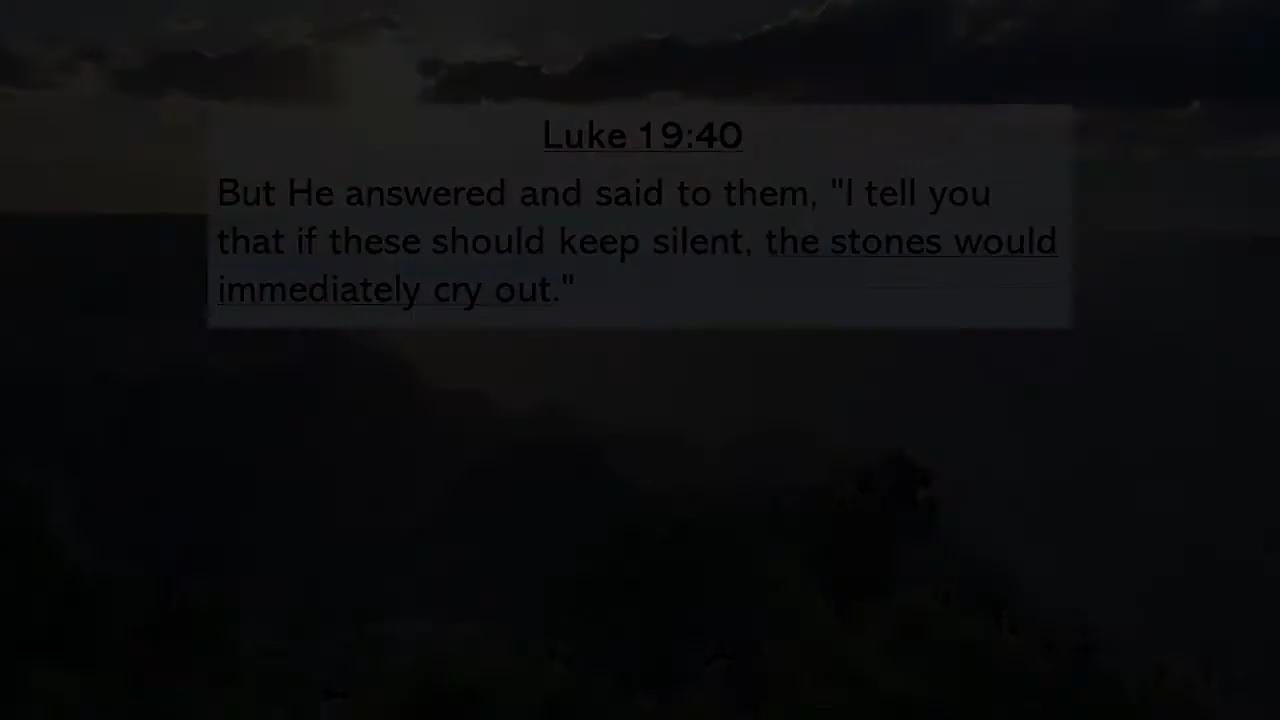 Luke 19:40
But He answered and said to them, "I tell you
that if these should keep silent, the stones would
immediately cry out."